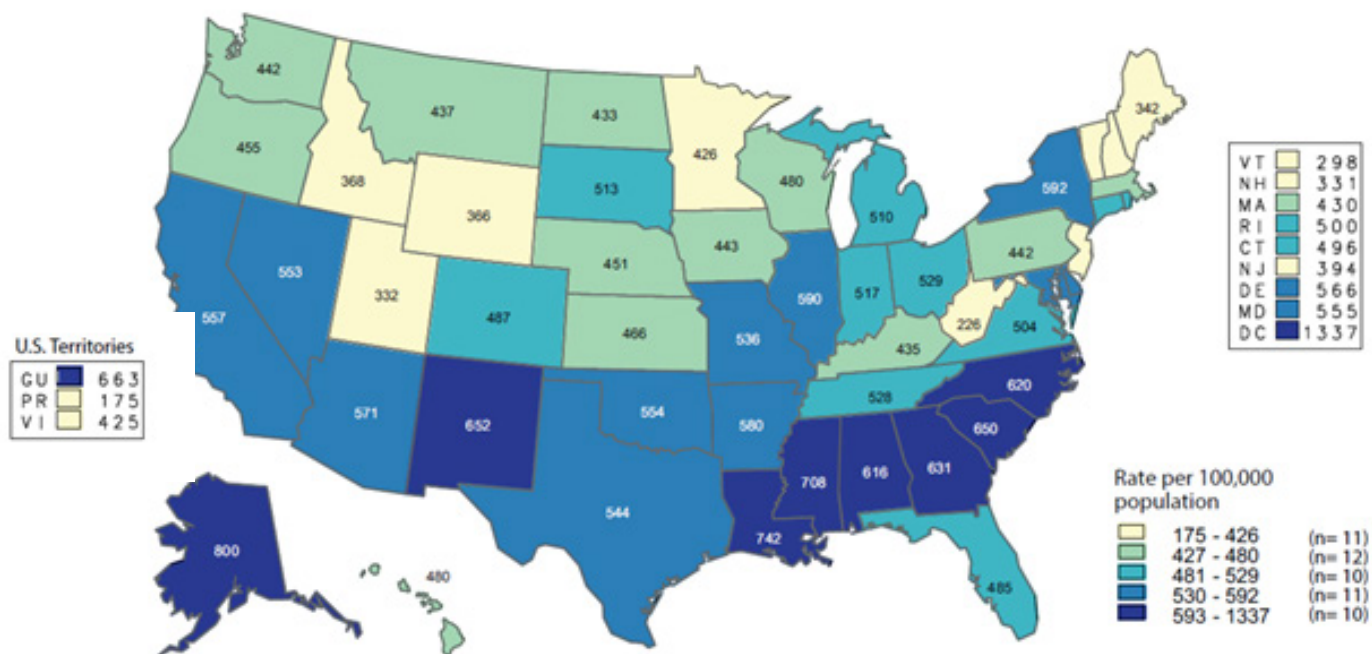 442
437
433
426
342
455
368
366
513
480
510
592
332
553
557
487
451
443
466
536
590
517
529
442
226
504
435
528
620
650
571
652
554
580
544
708
616
631
742
485
800
480
U.S. Territories
GU 663
PR 175
VI 425
VT 298
NH 331
MA 430
RI 500
CT 496
NJ 394
DE 566
MD 555
DC 1337
Rate per 100,000
population
175 - 426 (n= 11)
427 - 480 (n= 12)
481 - 529 (n= 10)
530 - 592 (n= 11)
593 - 1337 (n= 10)